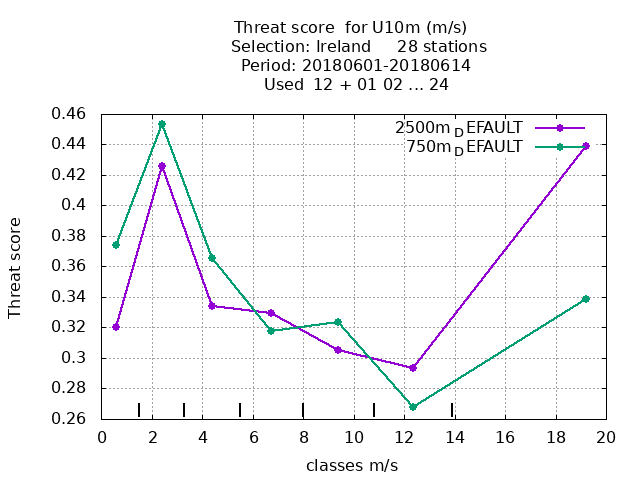 Threat score for U10m (m/s)
Selection: Ireland 28 stations
Period: 20180601-20180614
Used 12 + 01 02 ... 24
2500m_DEFAULT
750m_DEFAULT
Threat score
0.46
0.44
0.42
0.4
0.38
0.36
0.34
0.32
0.3
0.28
0.26
0 2 4 6 8 10 12 14 16 18 20
classes m/s